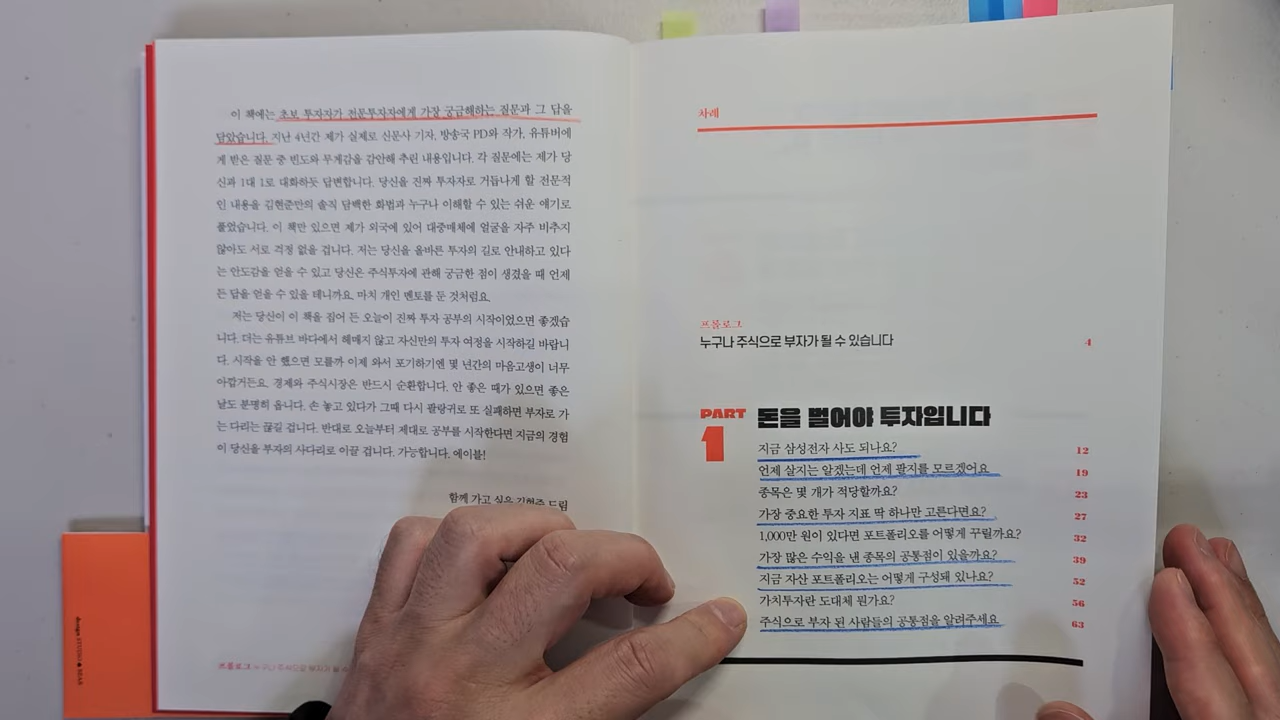 이 책에는 초보 투자자가 전문투자자에게 가장 궁금해하는 질문과 그 답을
담았습니다. 지난 4년간 제가 실제로 신문사 기자, 방송국 PD와 작가, 유튜버에
게 받은 질문 중 빈도와 무게감을 감안해 추린 내용입니다. 각 질문에는 제가 당
신과 1대 1로 대화하듯 답변합니다. 당신을 진짜 투자자로 거듭나게 할 전문적
인 내용을 김현준만의 솔직 담백한 화법과 누구나 이해할 수 있는 쉬운 얘기로
풀었습니다. 이 책만 있으면 제가 외국에 있어 대중매체에 얼굴을 자주 비추지
않아도 서로 걱정 없을 겁니다. 저는 당신을 올바른 투자의 길로 안내하고 있다
는 안도감을 얻을 수 있고 당신은 주식투자에 관해 궁금한 점이 생겼을 때 언제
든 답을 얻을 수 있을 테니까요. 마치 개인 멘토를 둔 것처럼요.
저는 당신이 이 책을 집어 든 오늘이 진짜 투자 공부의 시작이었으면 좋겠습
니다. 더는 유튜브 바다에서 헤매지 않고 자신만의 투자 여정을 시작하길 바랍니
다. 시작을 안 했으면 모를까 이제 와서 포기하기엔 몇 년간의 마음고생이 너무
아깝거든요. 경제와 주식시장은 반드시 순환합니다. 안 좋은 때가 있으면 좋은
날도 분명히 옵니다. 손 놓고 있다가 그때 다시 팔랑귀로 또 실패하면 부자로 가
는 다리는 끊길 겁니다. 반대로 오늘부터 제대로 공부를 시작한다면 지금의 경험
이 당신을 부자의 사다리로 이끌 겁니다. 가능합니다. 에이블!
함께 가고 싶은 김현준 드림
프롤로그 누구나 주식으로 부자가 될 수
차례
프롤로그
누구나 주식으로 부자가 될 수 있습니다 4
PART 1 돈을 벌어야 투자입니다
지금 삼성전자 사도 되나요? 12
언제 살지는 알겠는데 언제 팔지를 모르겠어요 19
종목은 몇 개가 적당할까요? 23
가장 중요한 투자 지표 딱 하나만 고른다면요? 27
1,000만 원이 있다면 포트폴리오를 어떻게 꾸릴까요? 32
가장 많은 수익을 낸 종목의 공통점이 있을까요? 39
지금 자산 포트폴리오는 어떻게 구성돼 있나요? 52
가치투자란 도대체 뭔가요? 56
주식으로 부자 된 사람들의 공통점을 알려주세요 63